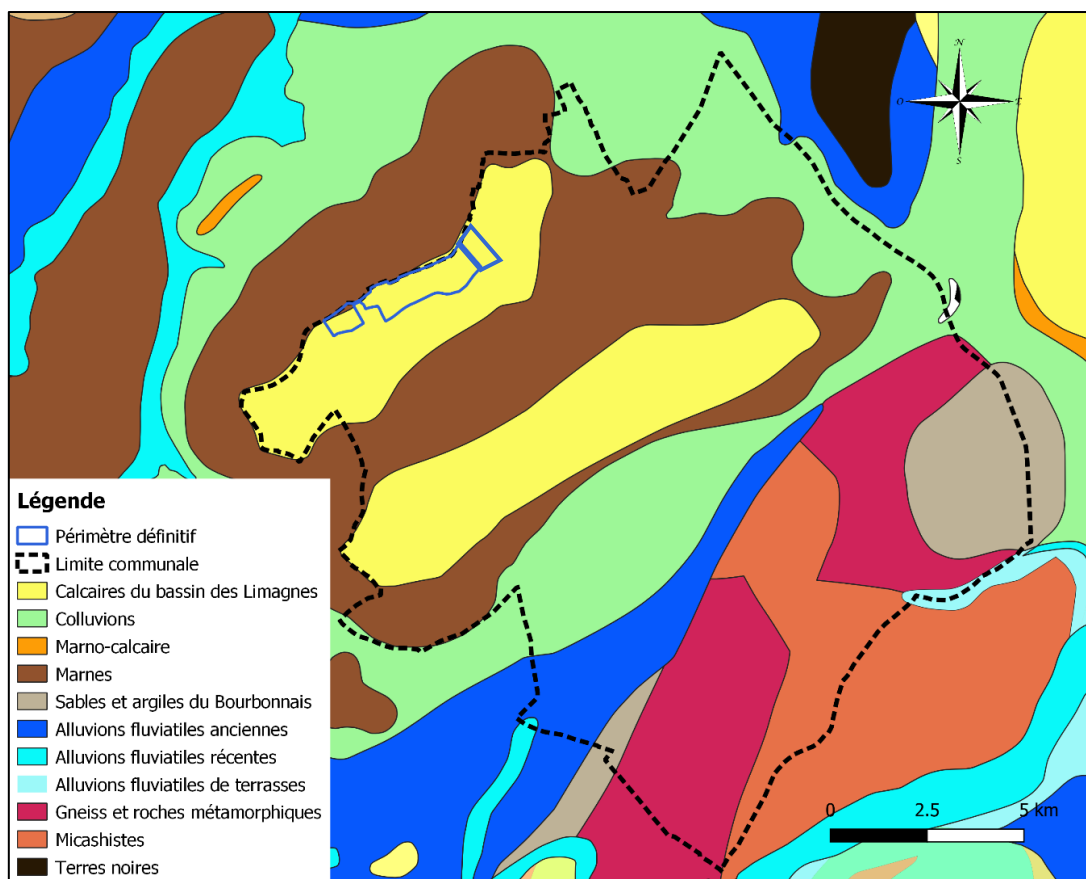 N
O
S
Légende
Périmètre définitif
Limite communale
Calcaires du bassin des Limagnes
Colluvions
Marno-calcaire
Marnes
Sables et argiles du Bourbonnais
Alluvions fluviatiles anciennes
Alluvions fluviatiles récentes
Alluvions fluviatiles de terrasses
Gneiss et roches métamorphiques
Micashistes
Terres noires
0 2.5 5 km